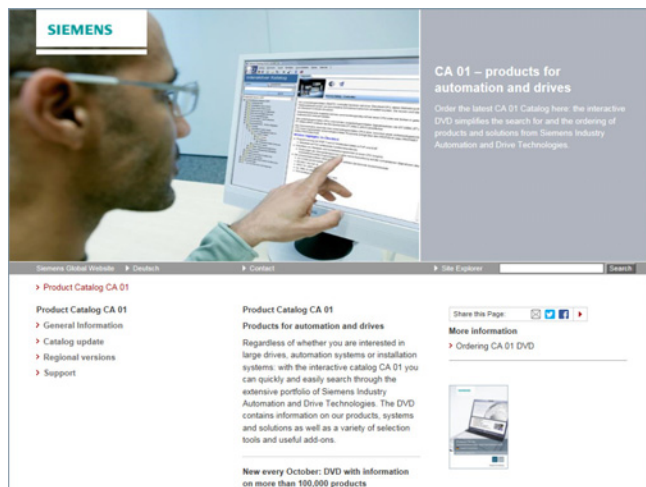 SIEMENS
CA 01 – products for
automation and drives
Order the latest CA 01 Catalog here: the interactive
DVD simplifies the search for and the ordering of
products and solutions from Siemens Industry
Automation and Drive Technologies.
Siemens Global Website Deutsch Contact Site Explorer Search
Product Catalog CA 01
Product Catalog CA 01
General Information
Catalog update
Regional versions
Support
Product Catalog CA 01
Products for automation and drives
Regardless of whether you are interested in
large drives, automation systems or installation
systems: with the interactive catalog CA 01 you
can quickly and easily search through the
extensive portfolio of Siemens Industry
Automation and Drive Technologies. The DVD
contains information on our products, systems
and solutions as well as a variety of selection
tools and useful add-ons.
New every October: DVD with information
on more than 100,000 products
Share this Page:
More information
Ordering CA 01 DVD